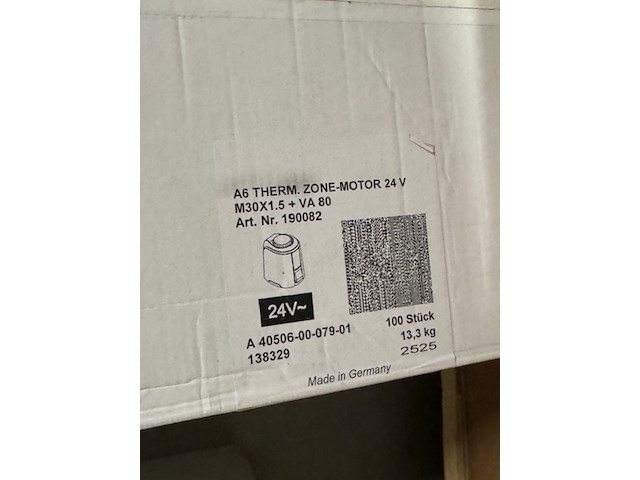 A6 THERM. ZONE-MOTOR 24 V
M30X1.5 + VA 80
Art. Nr. 190082
24V~
A 40506-00-079-01
138329
100 Stück
13,3 kg
2525
Made in Germany